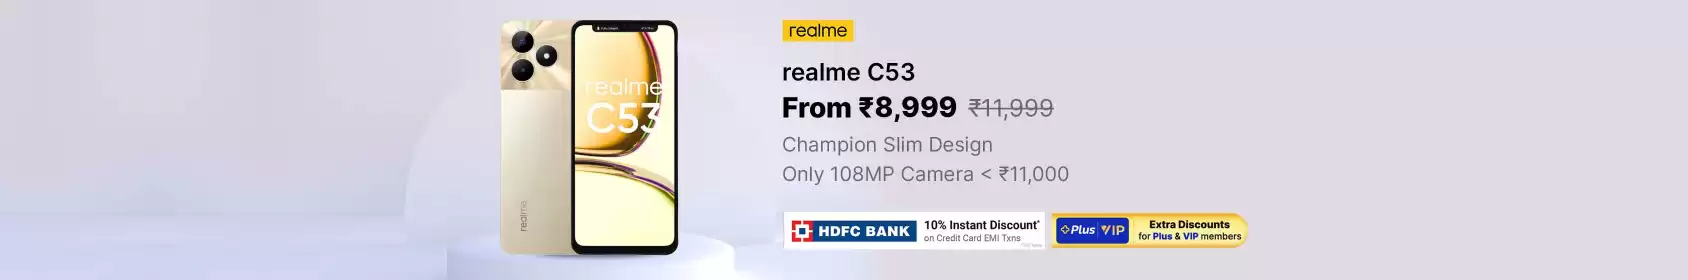 realme
C53
realme
realme
realme C53
From ₹8,999 ₹11,999
Champion Slim Design
Only 108MP Camera < ₹11,000
HDFC BANK
10% Instant Discount*
on Credit Card EMI Txns
Plus VIP
Extra Discounts
for Plus & VIP members